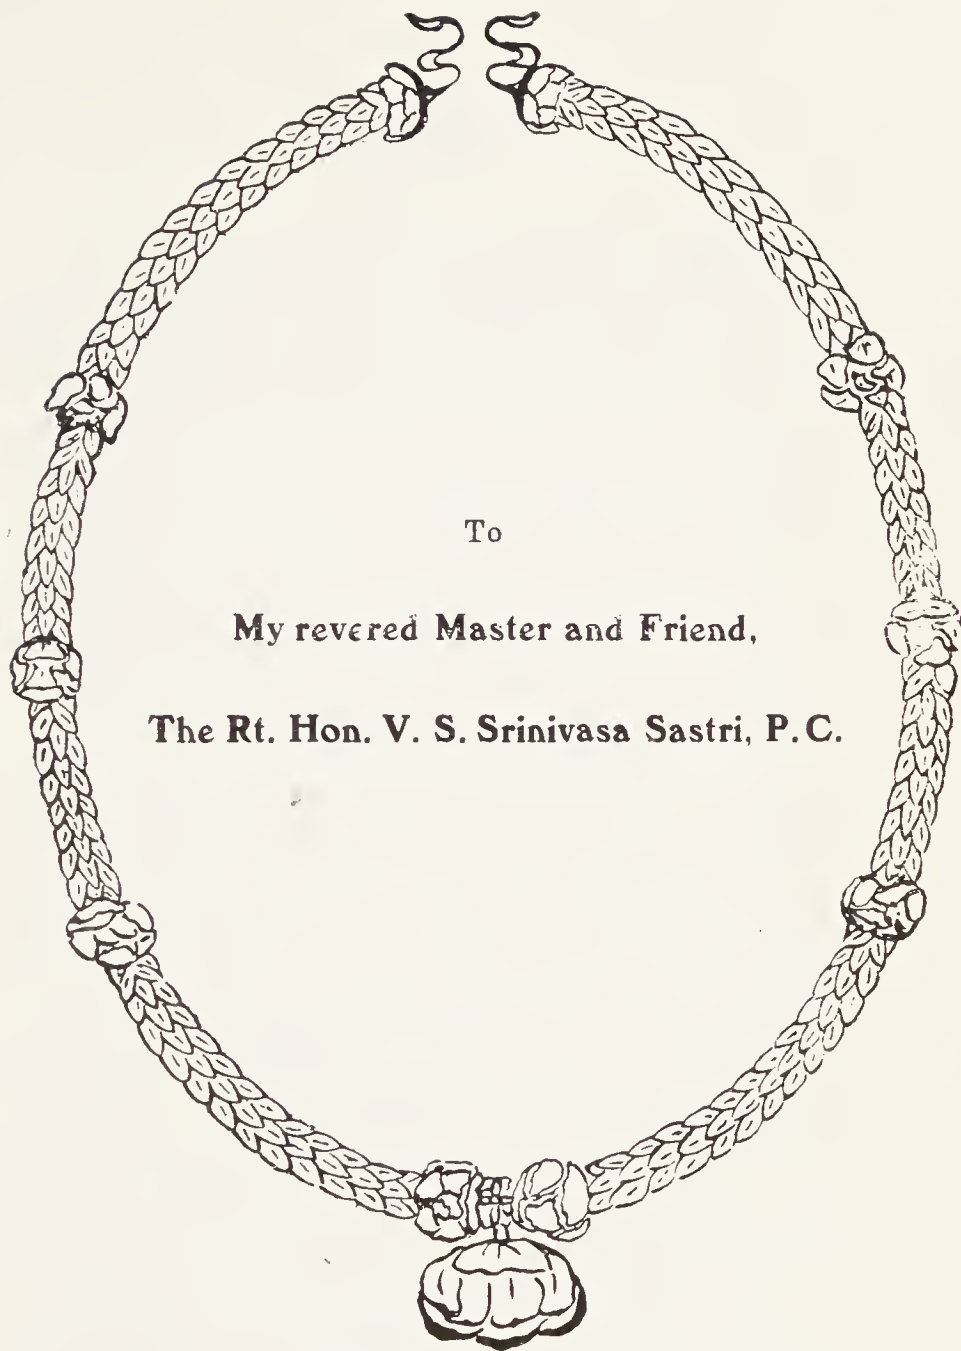 To
My revered Master and Friend,
The Rt. Hon. V. S. Srinivasa Sastri, P.C.